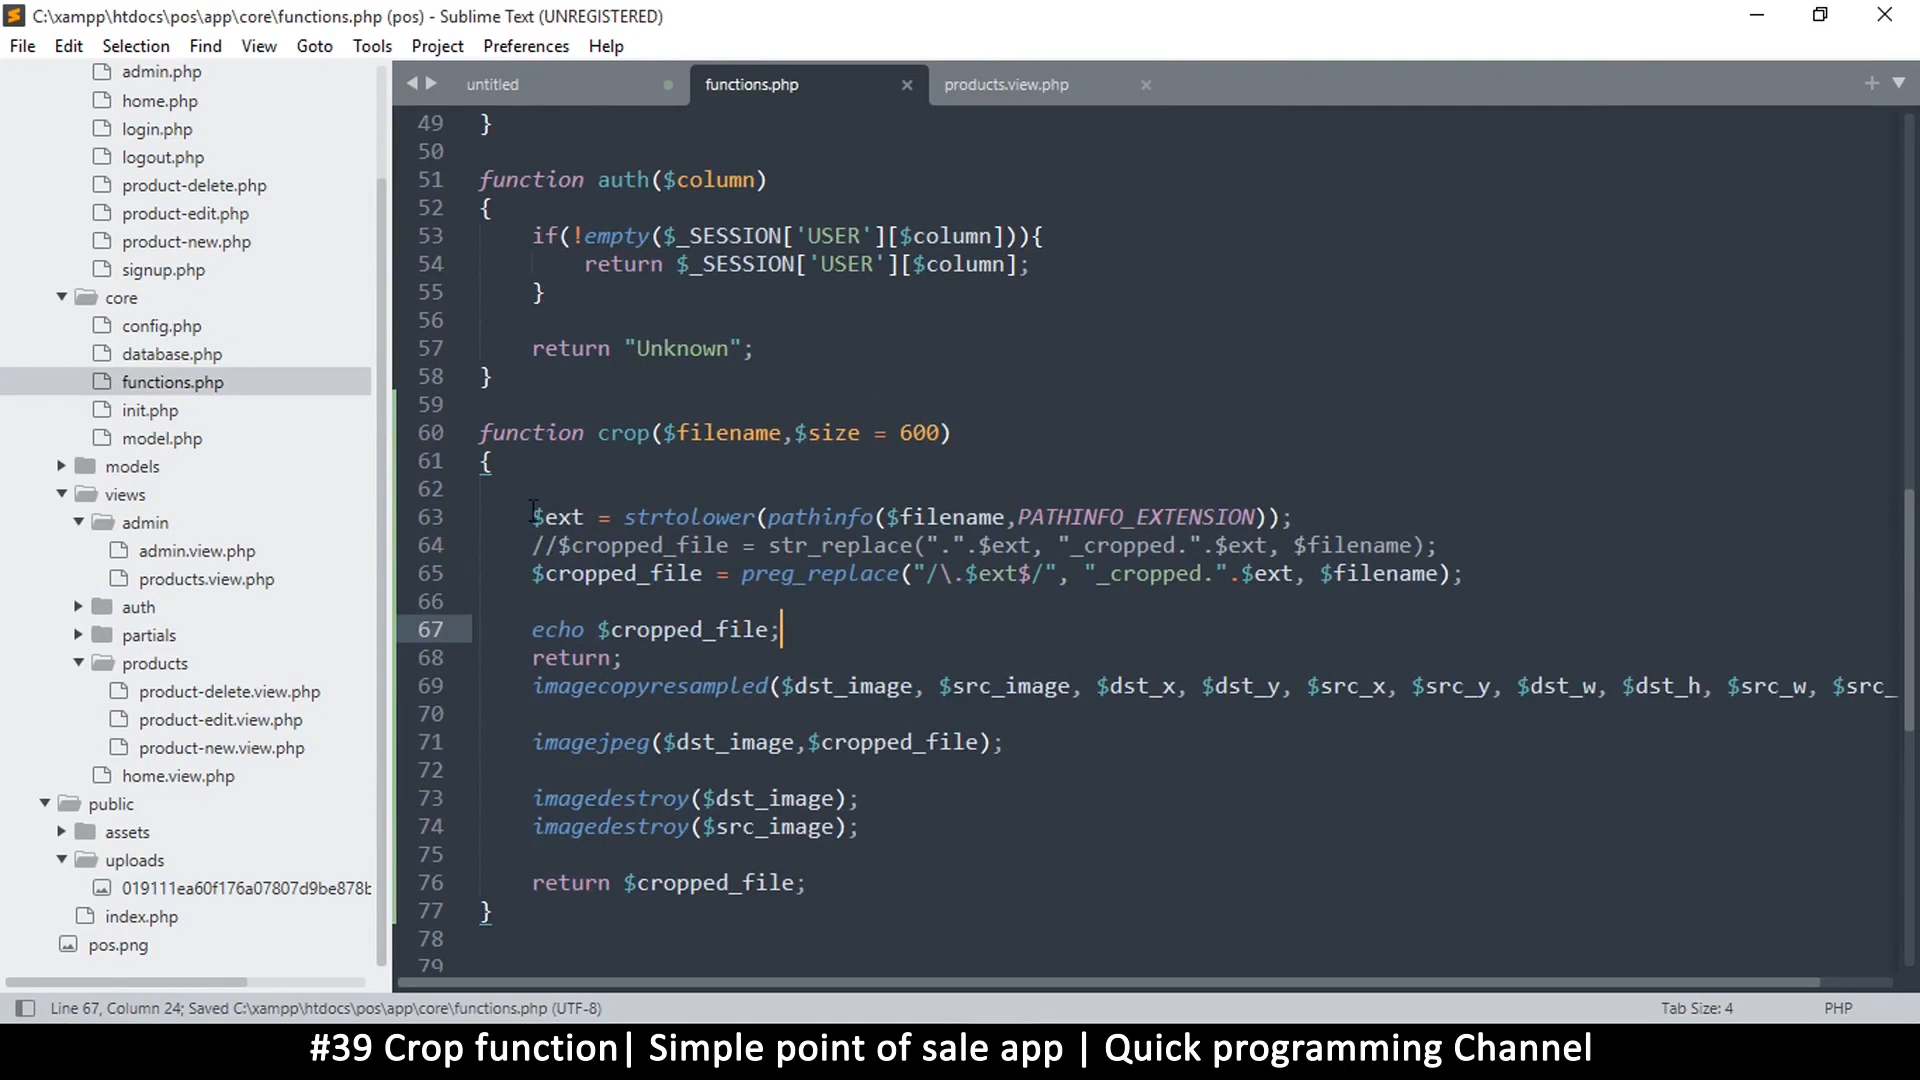 C:\xampp\htdocs\pos\app\core\functions.php (pos) - Sublime Text (UNREGISTERED)
File Edit Selection Find View Goto Tools Project Preferences Help
untitled functions.php products.view.php
admin.php
home.php
login.php
logout.php
product-delete.php
product-edit.php
product-new.php
signup.php
core
config.php
database.php
functions.php
init.php
model.php
models
views
admin
admin.view.php
products.view.php
auth
partials
products
product-delete.view.php
product-edit.view.php
product-new.view.php
home.view.php
public
assets
uploads
019111ea60f176a07807d9be878b
index.php
pos.png
49 }
50
51 function auth($column)
52 {
53 if(!empty($_SESSION['USER'][$column])){
54 return $_SESSION['USER'][$column];
55 }
56
57 return "Unknown";
58 }
59
60 function crop($filename,$size = 600)
61 {
62
63 $ext = strtolower(pathinfo($filename,PATHINFO_EXTENSION));
64 //$cropped_file = str_replace(".".$ext, "_cropped.".$ext, $filename);
65 $cropped_file = preg_replace("/\.$ext$/", "_cropped.".$ext, $filename);
66
67 echo $cropped_file;
68 return;
69 imagecopyresampled($dst_image, $src_image, $dst_x, $dst_y, $src_x, $src_y, $dst_w, $dst_h, $src_w, $src_
70
71 imagejpeg($dst_image,$cropped_file);
72
73 imagedestroy($dst_image);
74 imagedestroy($src_image);
75
76 return $cropped_file;
77 }
78
79
Line 67, Column 24; Saved C:\xampp\htdocs\pos\app\core\functions.php (UTF-8) Tab Size: 4 PHP
#39 Crop function| Simple point of sale app | Quick programming Channel